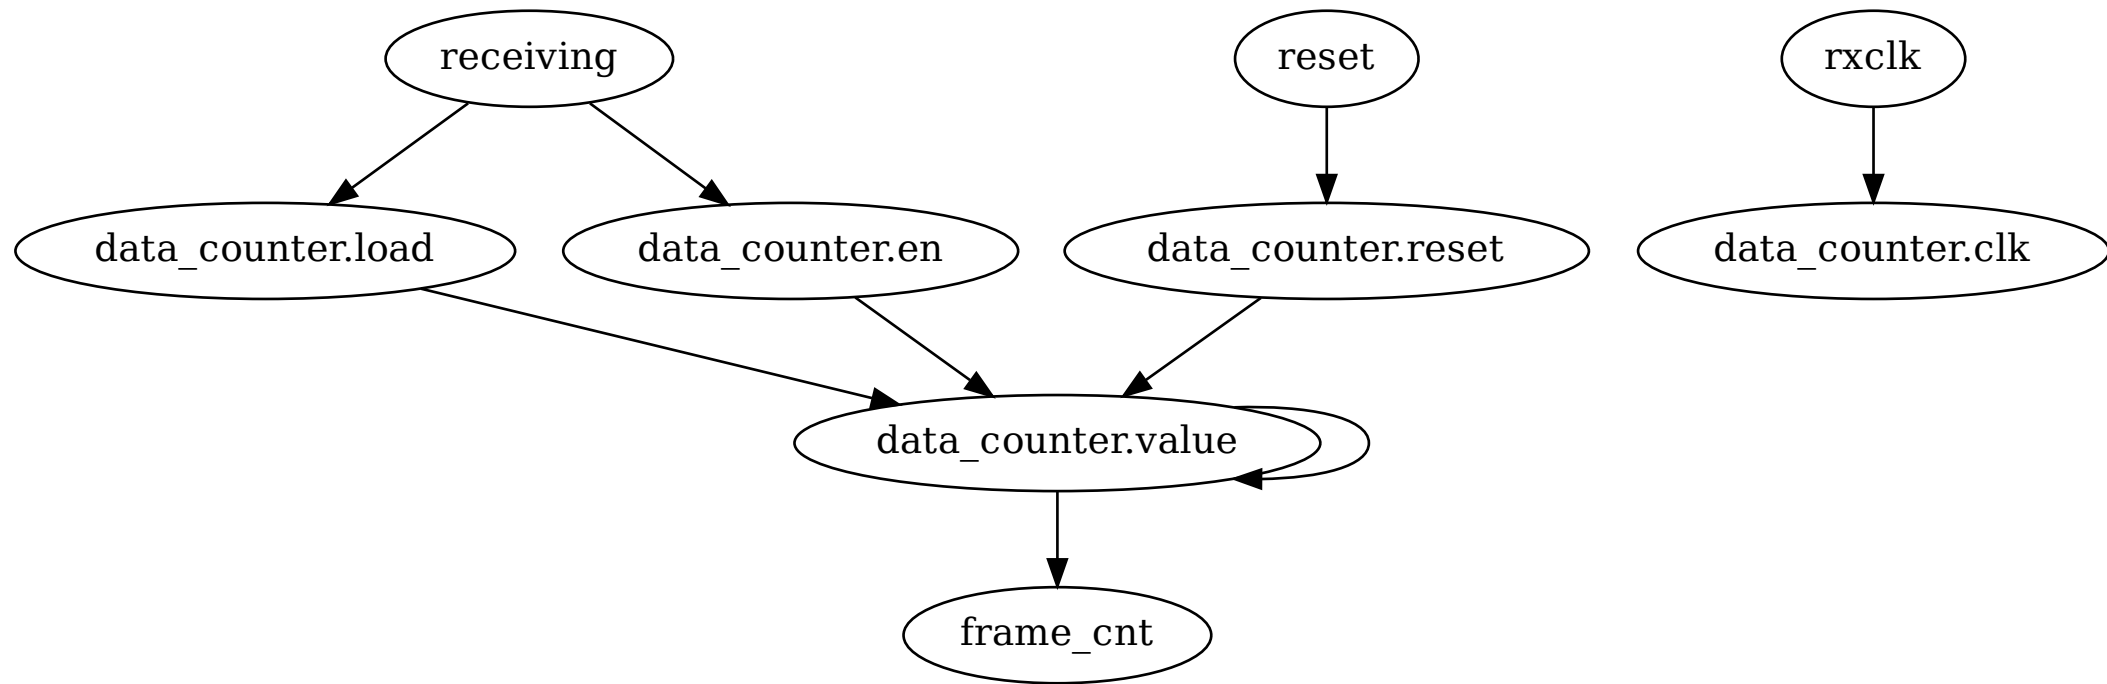 receiving
reset
rxclk
data_counter.load
data_counter.en
data_counter.reset
data_counter.clk
data_counter.value
frame_cnt